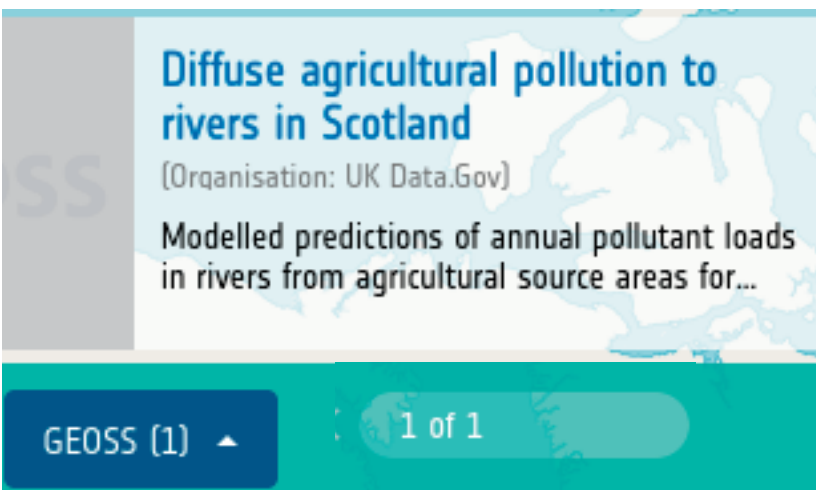 Diffuse agricultural pollution to
rivers in Scotland
(Organisation: UK Data.Gov)
OSS
Modelled predictions of annual pollutant loads
in rivers from agricultural source areas for...
GEOSS (1)
1 of 1